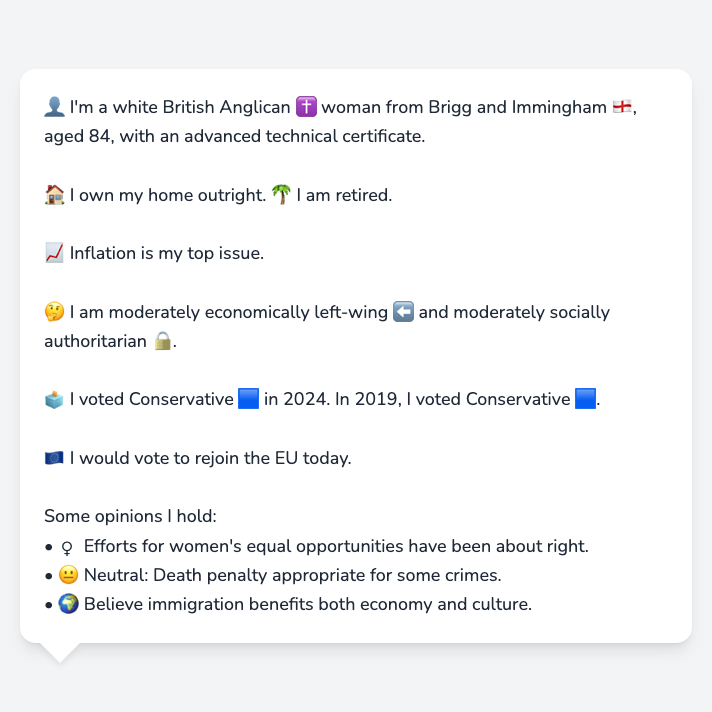 👤 I'm a white British Anglican ✝️ woman from Brigg and Immingham 🏴󠁧󠁢󠁥󠁮󠁧󠁿,
aged 84, with an advanced technical certificate.
🏠 I own my home outright. 🌴 I am retired.
📈 Inflation is my top issue.
🤔 I am moderately economically left-wing ⬅️ and moderately socially
authoritarian 🔒.
🗳️ I voted Conservative 🟦 in 2024. In 2019, I voted Conservative 🟦.
🇪🇺 I would vote to rejoin the EU today.
Some opinions I hold:
• ♀ Efforts for women's equal opportunities have been about right.
• 😐 Neutral: Death penalty appropriate for some crimes.
• 🌍 Believe immigration benefits both economy and culture.